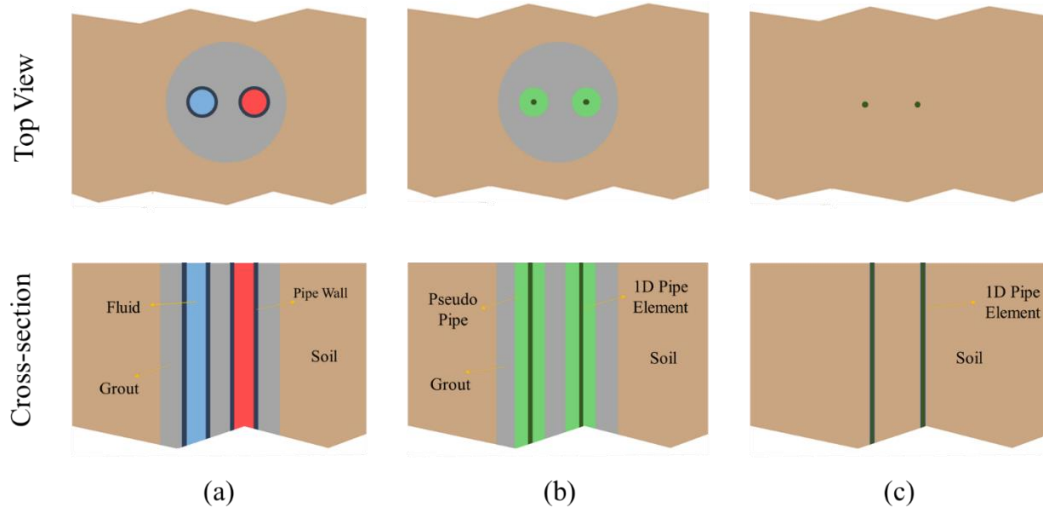 Top View
Cross-section
Fluid
Pipe Wall
Soil
Grout
Pseudo
Pipe
1D Pipe
Element
Soil
Grout
1D Pipe
Element
Soil
(a)
(b)
(c)